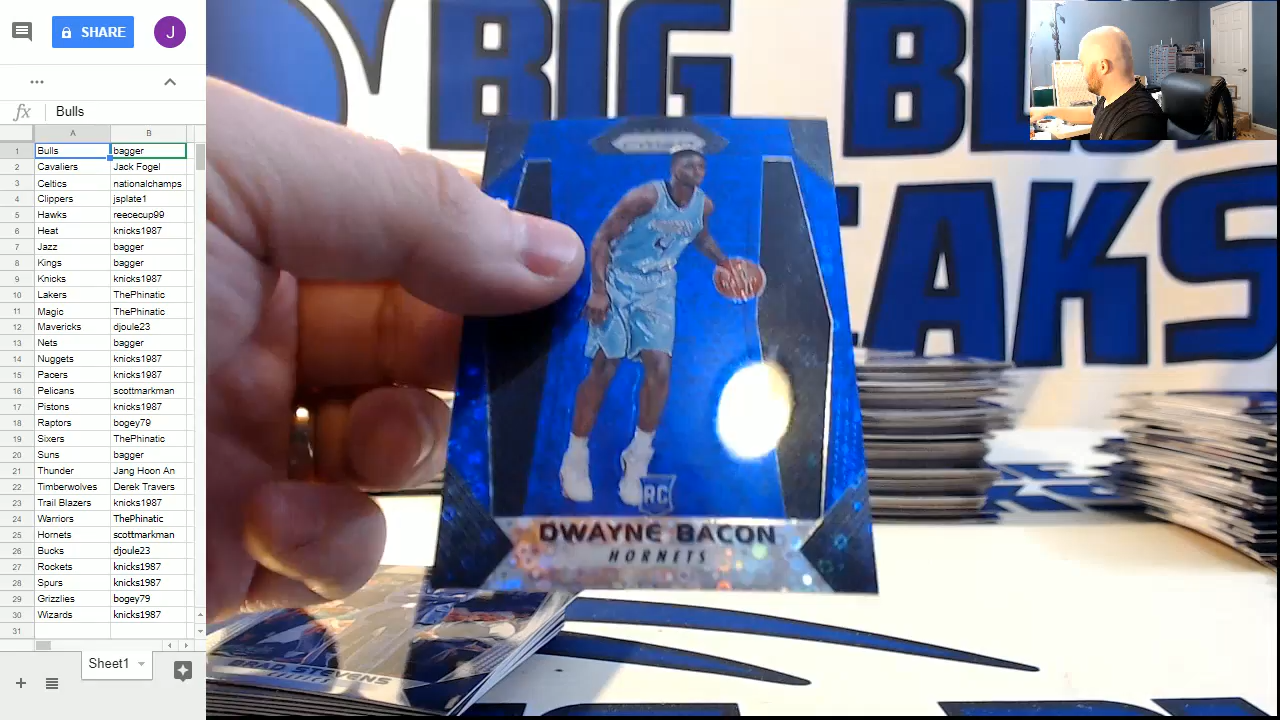 SHARE
J
...
fx Bulls
A B
1 Bulls bagger
2 Cavaliers Jack Fogel
3 Celtics nationalchamps
4 Clippers jsplate1
5 Hawks reececup99
6 Heat knicks1987
7 Jazz bagger
8 Kings bagger
9 Knicks knicks1987
10 Lakers ThePhinatic
11 Magic ThePhinatic
12 Mavericks djoule23
13 Nets bagger
14 Nuggets knicks1987
15 Pacers knicks1987
16 Pelicans scottmarkman
17 Pistons knicks1987
18 Raptors bogey79
19 Sixers ThePhinatic
20 Suns bagger
21 Thunder Jang Hoon An
22 Timberwolves Derek Travers
23 Trail Blazers knicks1987
24 Warriors ThePhinatic
25 Hornets scottmarkman
26 Bucks djoule23
27 Rockets knicks1987
28 Spurs knicks1987
29 Grizzlies bogey79
30 Wizards knicks1987
31
Sheet1
BIG BLU
EAKS
PRIZM
RC
DWAYNE BACON
HORNETS
BRAD STEVENS
CELTICS